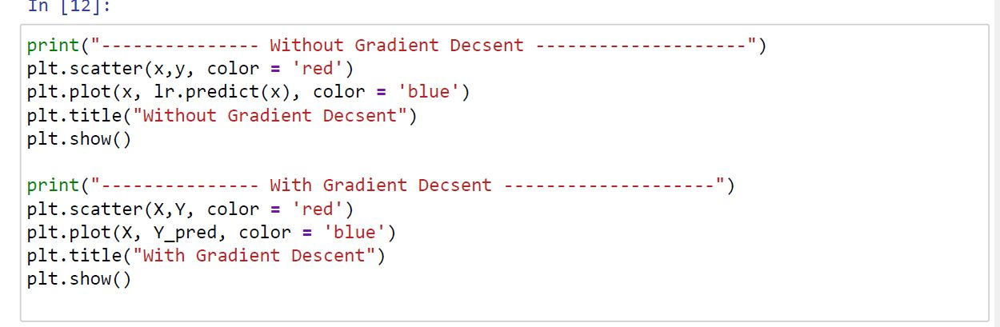 In [12]:
print("--------------- Without Gradient Decsent --------------------")
plt.scatter(x,y, color = 'red')
plt.plot(x, lr.predict(x), color = 'blue')
plt.title("Without Gradient Decsent")
plt.show()
print("--------------- With Gradient Decsent --------------------")
plt.scatter(X,Y, color = 'red')
plt.plot(X, Y_pred, color = 'blue')
plt.title("With Gradient Descent")
plt.show()